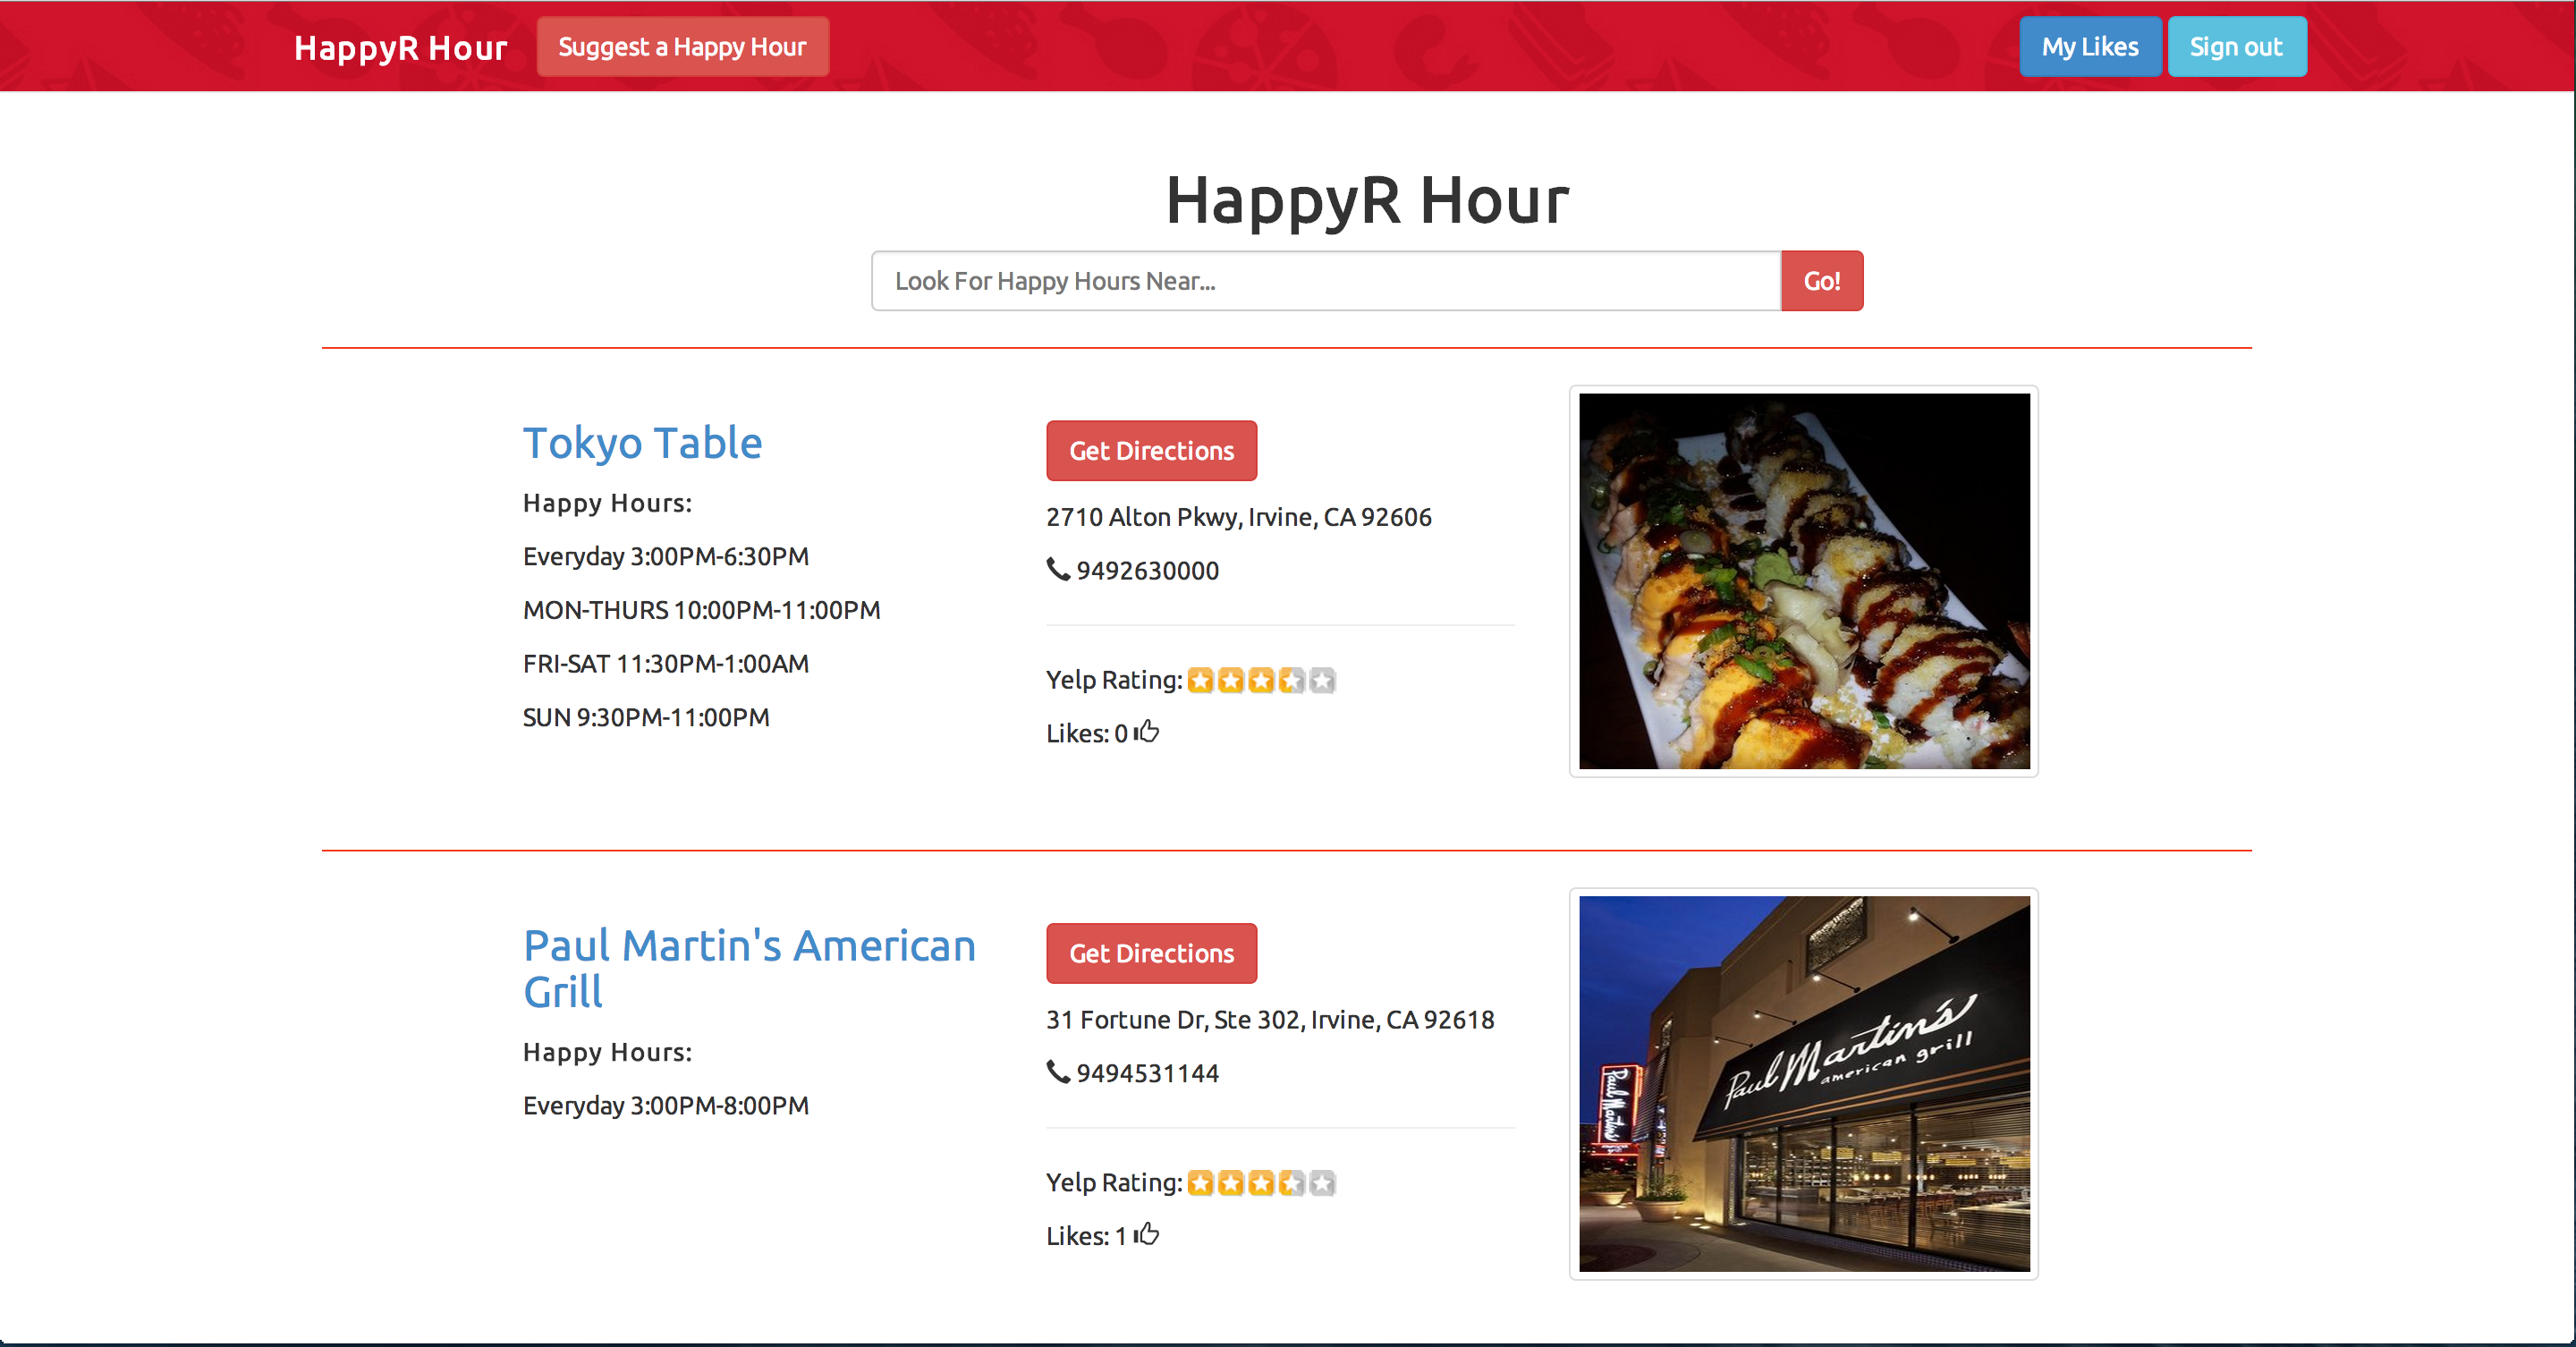 HappyR Hour
Suggest a Happy Hour
My Likes
Sign out
HappyR Hour
Look For Happy Hours Near...
Go!
Tokyo Table
Happy Hours:
Everyday 3:00PM-6:30PM
MON-THURS 10:00PM-11:00PM
FRI-SAT 11:30PM-1:00AM
SUN 9:30PM-11:00PM
Get Directions
2710 Alton Pkwy, Irvine, CA 92606
9492630000
Yelp Rating:
Likes: 0
Paul Martin's American
Grill
Happy Hours:
Everyday 3:00PM-8:00PM
Get Directions
31 Fortune Dr, Ste 302, Irvine, CA 92618
9494531144
Yelp Rating:
Likes: 1
Paul Martin's
american grill
Paul Martin's